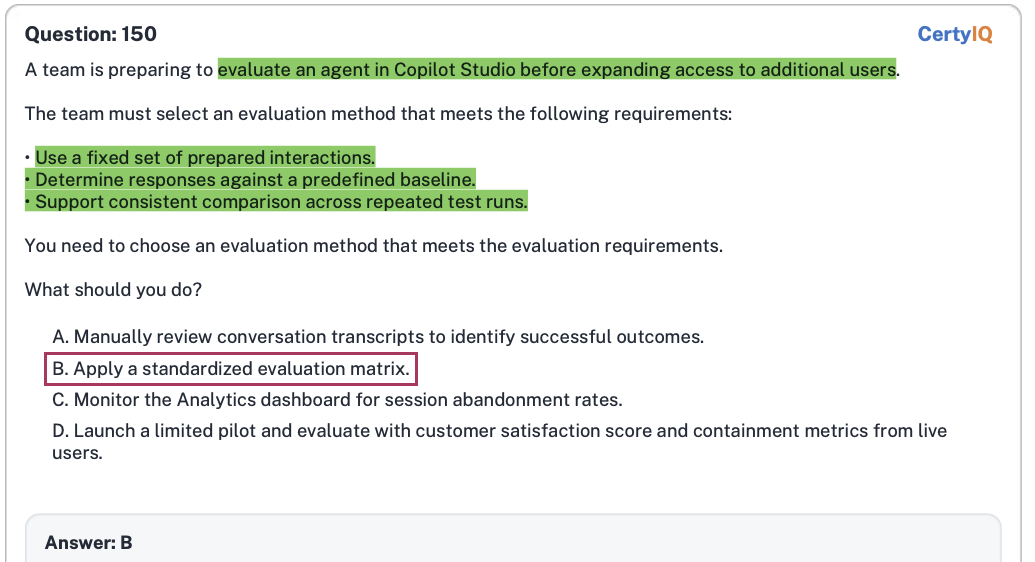 Question: 150
CertyIQ
A team is preparing to evaluate an agent in Copilot Studio before expanding access to additional users.
The team must select an evaluation method that meets the following requirements:
• Use a fixed set of prepared interactions.
• Determine responses against a predefined baseline.
• Support consistent comparison across repeated test runs.
You need to choose an evaluation method that meets the evaluation requirements.
What should you do?
A. Manually review conversation transcripts to identify successful outcomes.
B. Apply a standardized evaluation matrix.
C. Monitor the Analytics dashboard for session abandonment rates.
D. Launch a limited pilot and evaluate with customer satisfaction score and containment metrics from live
users.
Answer: B